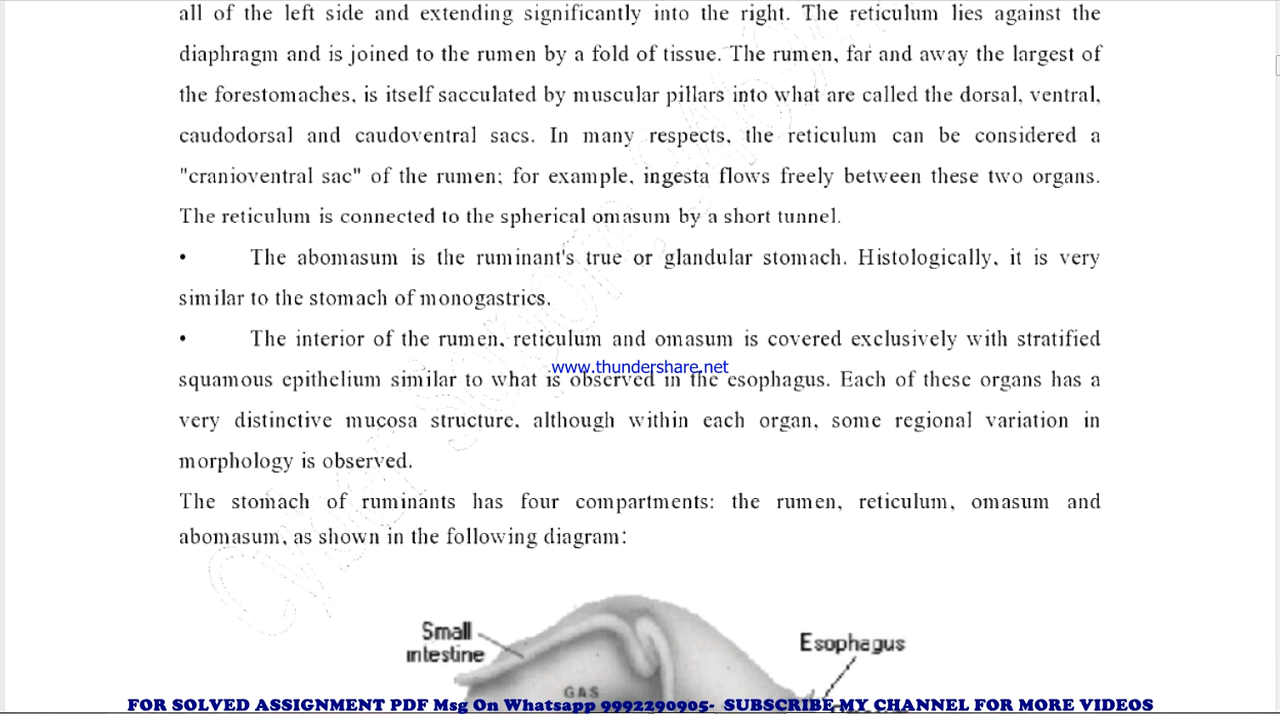 all of the left side and extending significantly into the right. The reticulum lies against the
diaphragm and is joined to the rumen by a fold of tissue. The rumen, far and away the largest of
the forestomaches, is itself sacculated by muscular pillars into what are called the dorsal, ventral,
caudodorsal and caudoventral sacs. In many respects, the reticulum can be considered a
"cranioventral sac" of the rumen; for example, ingesta flows freely between these two organs.
The reticulum is connected to the spherical omasum by a short tunnel.
• The abomasum is the ruminant's true or glandular stomach. Histologically, it is very
similar to the stomach of monogastrics.
• The interior of the rumen, reticulum and omasum is covered exclusively with stratified
www.thundershare.net
squamous epithelium similar to what is observed in the esophagus. Each of these organs has a
very distinctive mucosa structure, although within each organ, some regional variation in
morphology is observed.
The stomach of ruminants has four compartments: the rumen, reticulum, omasum and
abomasum, as shown in the following diagram:
Small
intestine
Esophagus
GAS
FOR SOLVED ASSIGNMENT PDF Msg On Whatsapp 9992290905- SUBSCRIBE MY CHANNEL FOR MORE VIDEOS